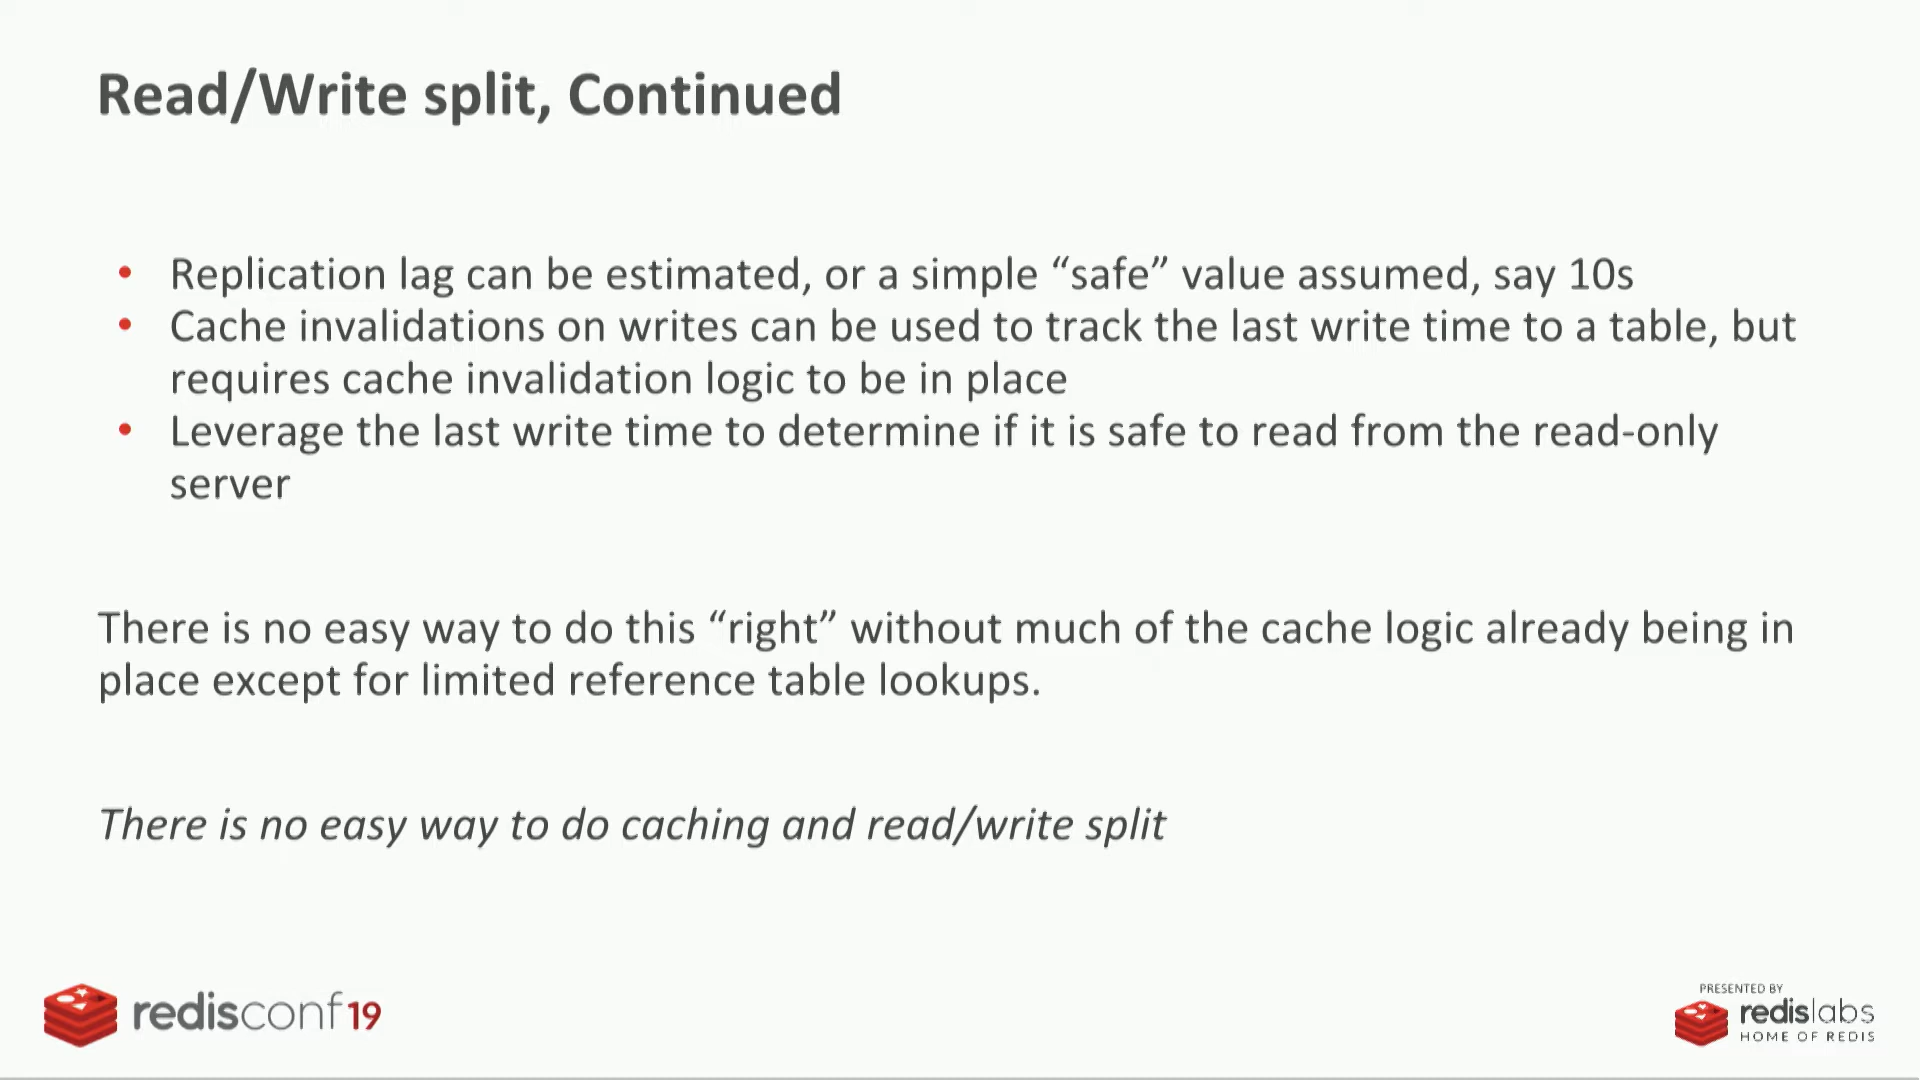 Read/Write split, Continued
• Replication lag can be estimated, or a simple “safe” value assumed, say 10s
• Cache invalidations on writes can be used to track the last write time to a table, but
requires cache invalidation logic to be in place
• Leverage the last write time to determine if it is safe to read from the read-only
server
There is no easy way to do this “right” without much of the cache logic already being in
place except for limited reference table lookups.
There is no easy way to do caching and read/write split
redisconf19
PRESENTED BY
redislabs
HOME OF REDIS